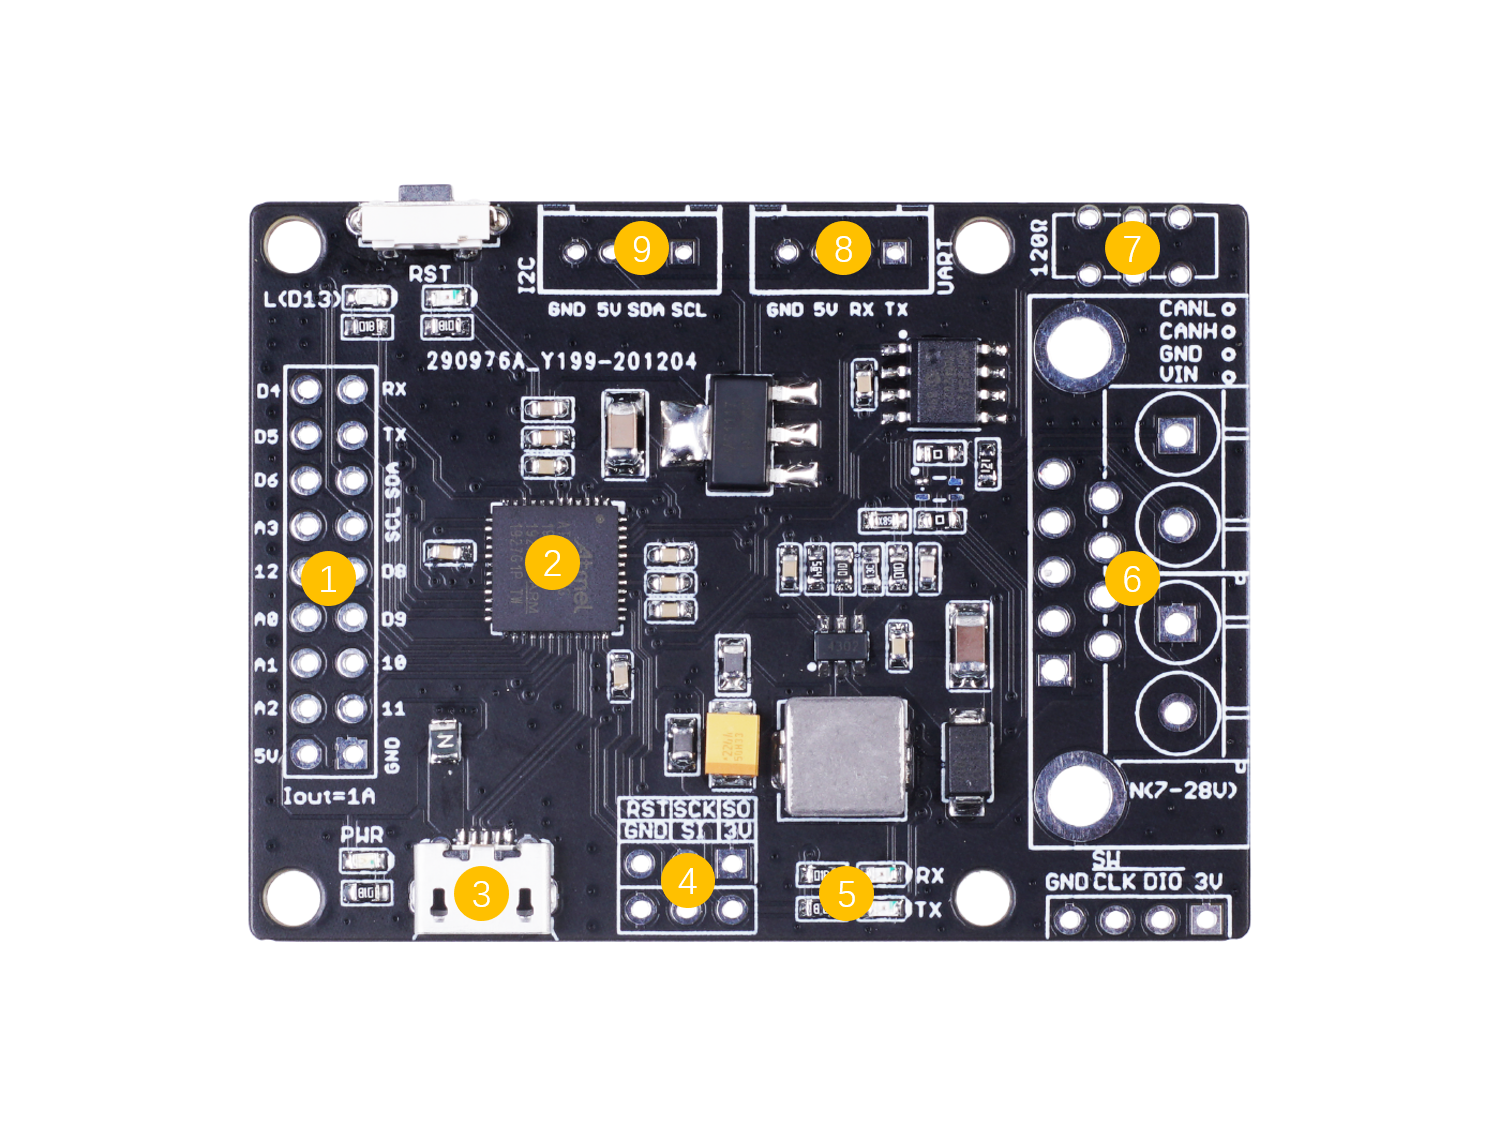 9
8
7
120Ω
I2C
UART
RST
L(D13)
GND 5V SDA SCL
GND 5V RX TX
CANL
CANH
GND
VIN
290976A_Y199-201204
D4
RX
D5
TX
D6
SDA
A3
SCL
12
1
D8
A0
D9
A1
10
A2
11
5V
GND
Iout=1A
2
Atmel
6
4302
N
N(7-28V)
RST SCK SO
GND SI 3V
PWR
3
4
5
RX
TX
SW
GND CLK DIO 3V